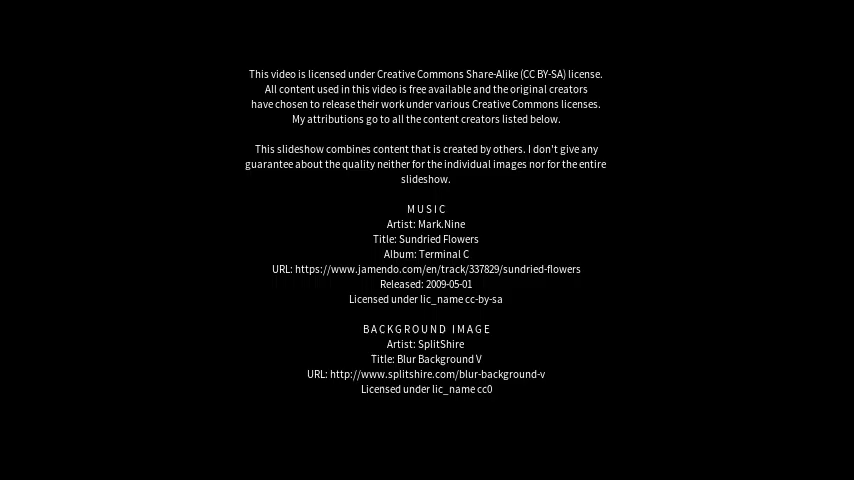 This video is licensed under Creative Commons Share-Alike (CC BY-SA) license.
All content used in this video is free available and the original creators
have chosen to release their work under various Creative Commons licenses.
My attributions go to all the content creators listed below.
This slideshow combines content that is created by others. I don't give any
guarantee about the quality neither for the individual images nor for the entire
slideshow.
MUSIC
Artist: Mark.Nine
Title: Sundried Flowers
Album: Terminal C
URL: https://www.jamendo.com/en/track/337829/sundried-flowers
Released: 2009-05-01
Licensed under lic_name cc-by-sa
BACKGROUND IMAGE
Artist: SplitShire
Title: Blur Background V
URL: http://www.splitshire.com/blur-background-v
Licensed under lic_name cc0